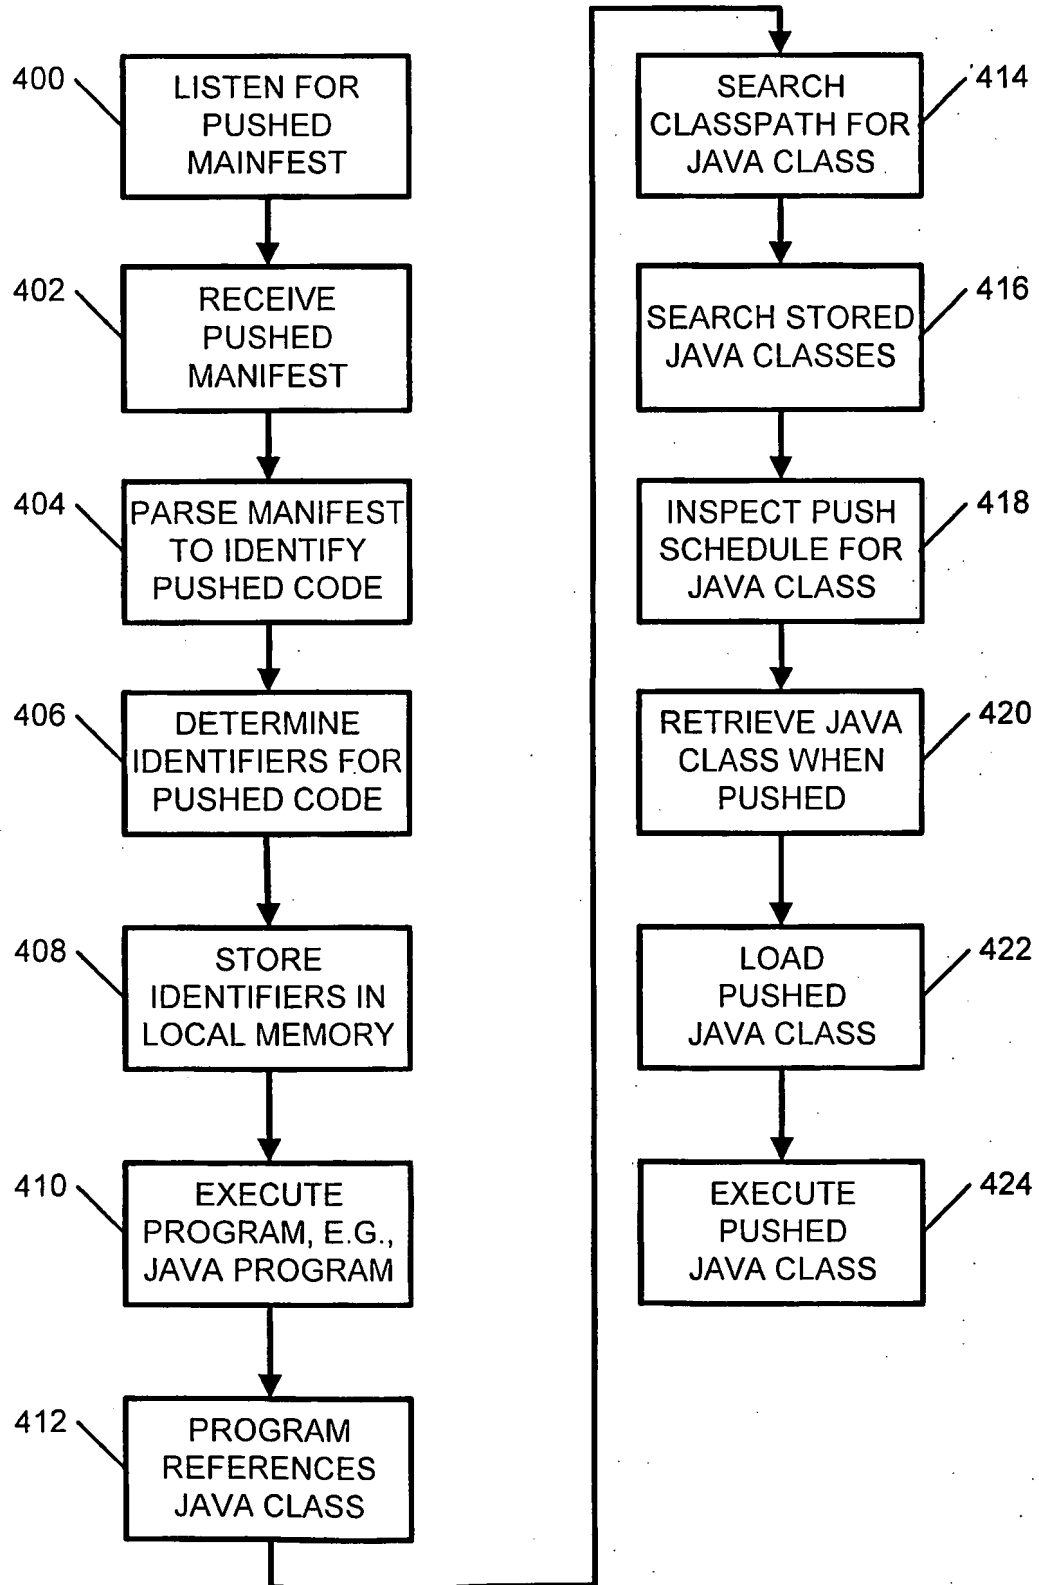 400
LISTEN FOR
PUSHED
MAINFEST
402
RECEIVE
PUSHED
MANIFEST
404
PARSE MANIFEST
TO IDENTIFY
PUSHED CODE
406
DETERMINE
IDENTIFIERS FOR
PUSHED CODE
408
STORE
IDENTIFIERS IN
LOCAL MEMORY
410
EXECUTE
PROGRAM, E.G.,
JAVA PROGRAM
412
PROGRAM
REFERENCES
JAVA CLASS
SEARCH
CLASSPATH FOR
JAVA CLASS
414
SEARCH STORED
JAVA CLASSES
416
INSPECT PUSH
SCHEDULE FOR
JAVA CLASS
418
RETRIEVE JAVA
CLASS WHEN
PUSHED
420
LOAD
PUSHED
JAVA CLASS
422
EXECUTE
PUSHED
JAVA CLASS
424